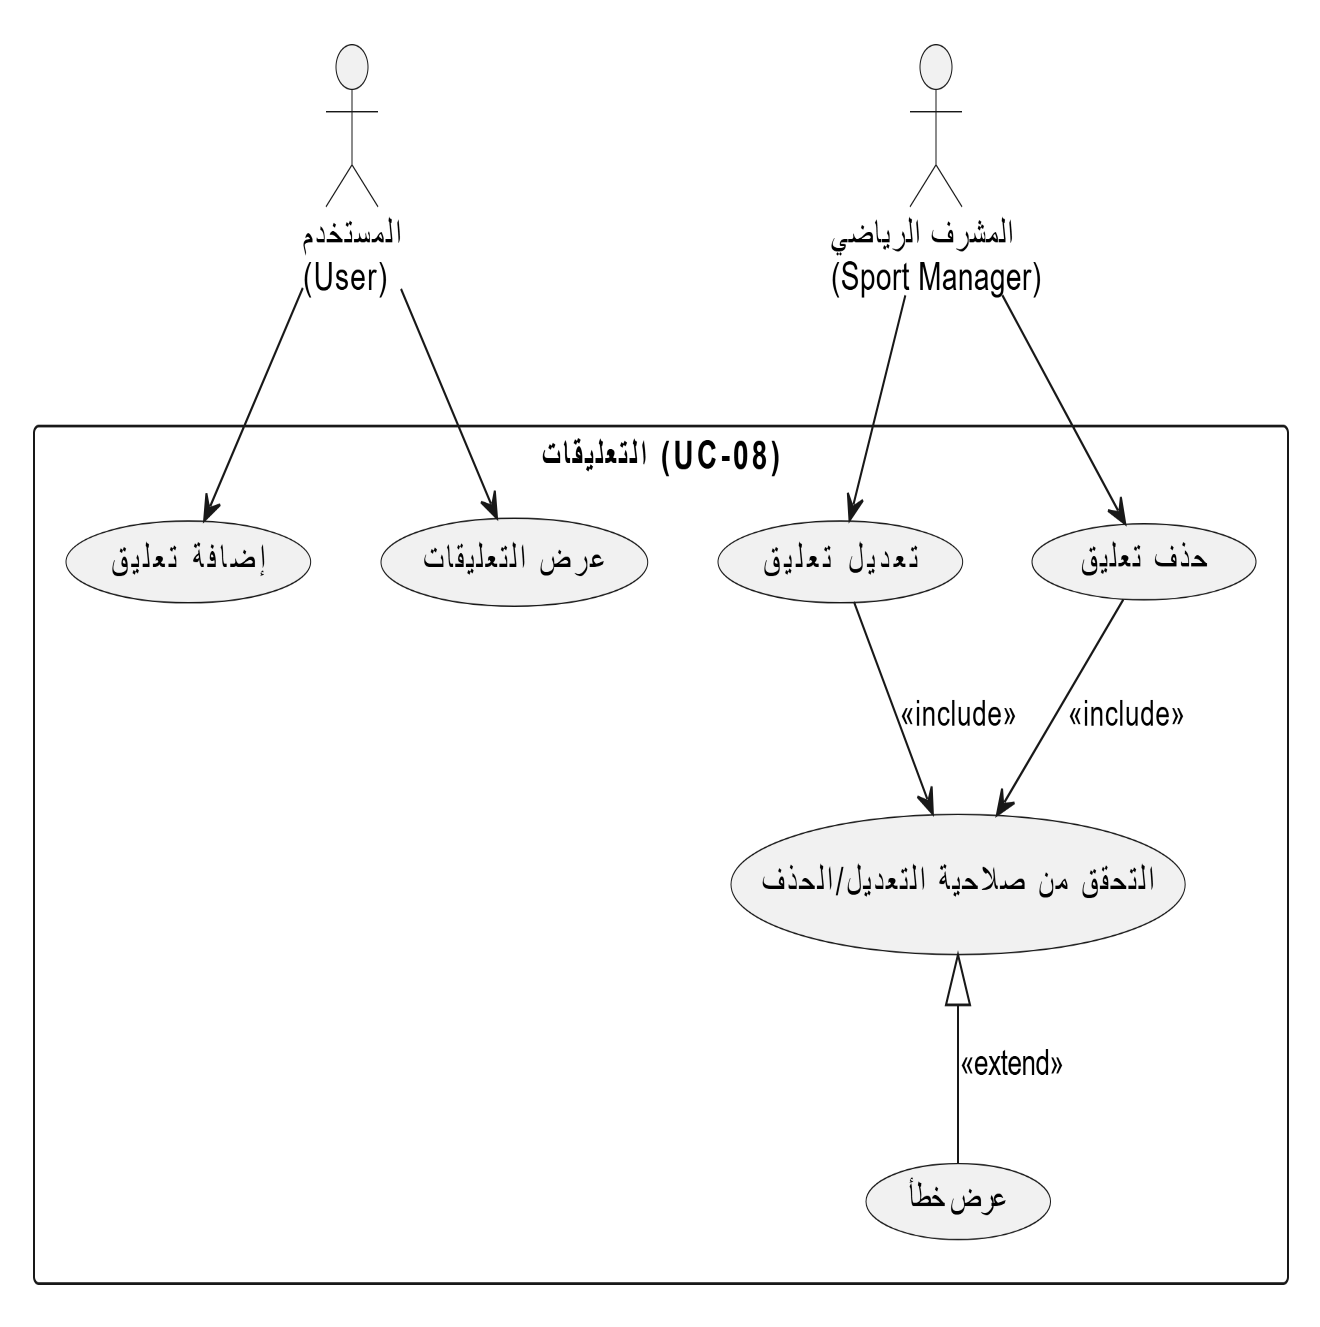 المستخدم
(User)
المشرف الرياضي
(Sport Manager)
التعليقات (UC-08)
إضافة تعليق
عرض التعليقات
تعديل تعليق
حذف تعليق
«include»
«include»
التحقق من صلاحية التعديل/الحذف
«extend»
عرض خطأ